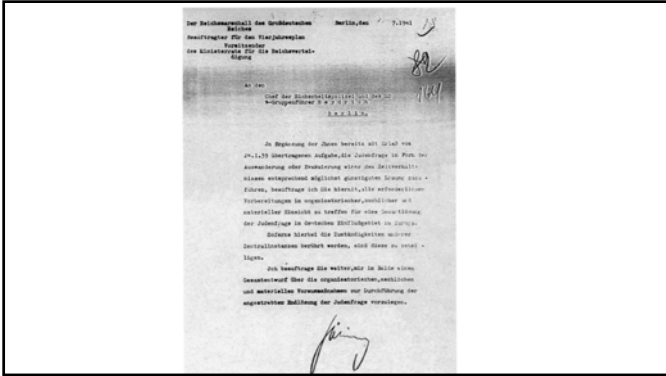 Der Reichsmarschall des Großdeutschen Berlin,den 7.1941
Reiches
Beauftragter für den Vierjahresplan
Vorsitzender
des Ministerrats für die Reichsvertei-
digung
82
An den
Chef der Sicherheitspolizei und des SD
SS-Gruppenführer Heydrich
Berlin.
In Ergänzung der Ihnen bereits mit Erlaß vom
24.1.39 übertragenen Aufgabe,die Judenfrage in Form der
Auswanderung oder Evakuierung einer den Zeitverhält-
nissen entsprechend möglichst günstigsten Lösung zuzu-
führen, beauftrage ich Sie hiermit,alle erforderlichen
Vorbereitungen in organisatorischer,sachlicher und
materieller Hinsicht zu treffen für eine Gesamtlösung
der Judenfrage im deutschen Einflußgebiet in Europa.
Soferne hierbei die Zuständigkeiten anderer
Zentralinstanzen berührt werden, sind diese zu betei-
ligen.
Ich beauftrage Sie weiter,mir in Bälde einen
Gesamtentwurf über die organisatorischen,sachlichen
und materiellen Vorausmaßnahmen zur Durchführung der
angestrebten Endlösung der Judenfrage vorzulegen.
Göring